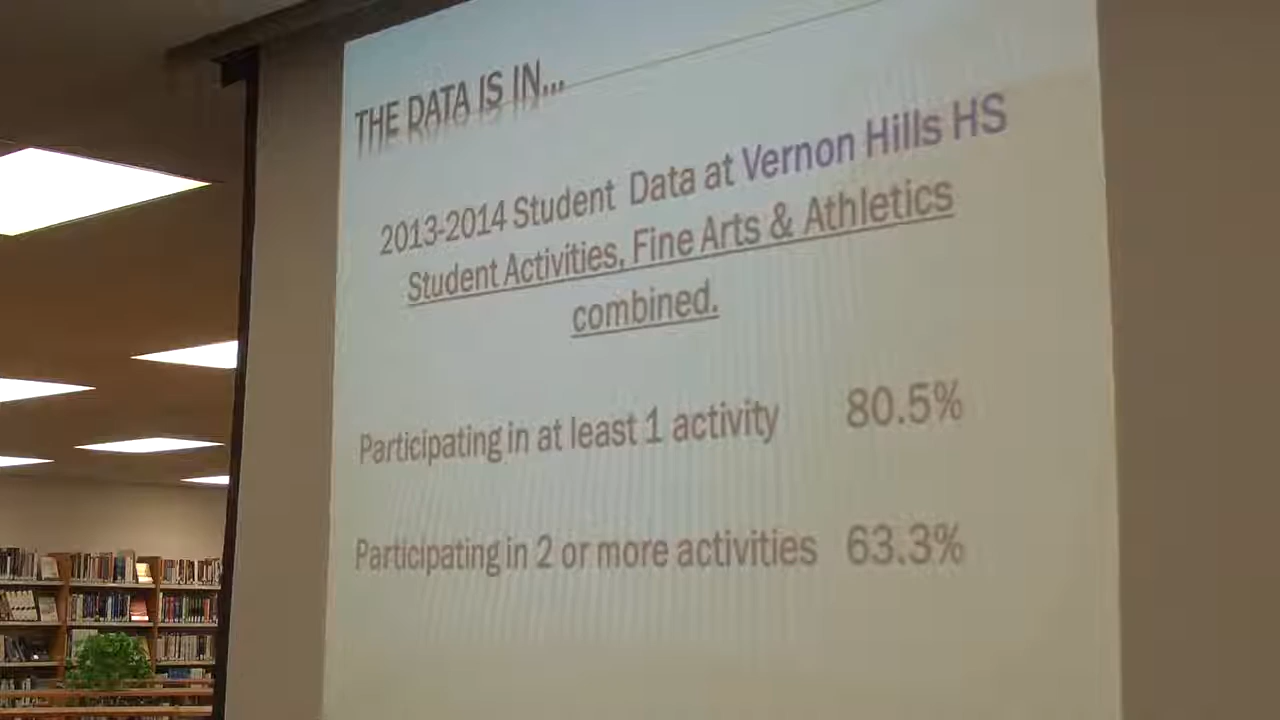 THE DATA IS IN...
2013-2014 Student Data at Vernon Hills HS
Student Activities, Fine Arts & Athletics
combined.
Participating in at least 1 activity 80.5%
Participating in 2 or more activities 63.3%